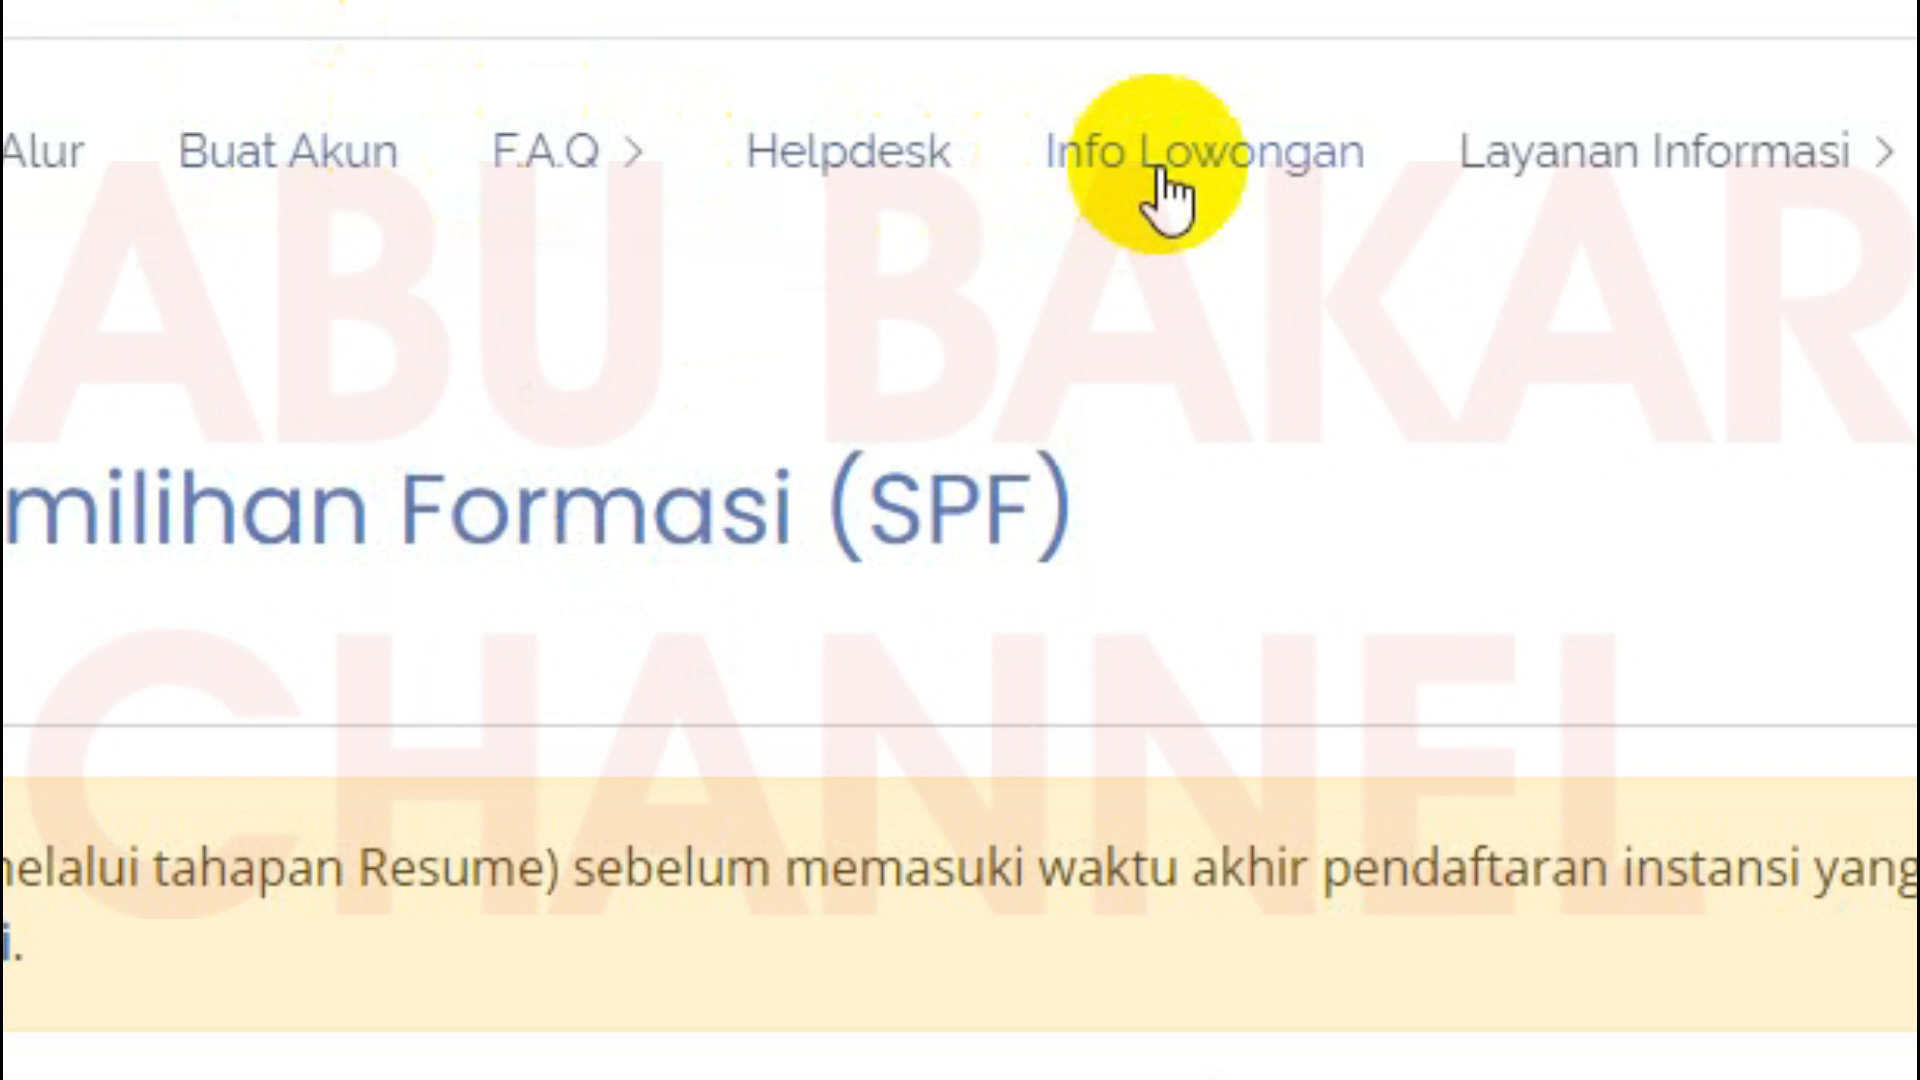 Alur Buat Akun F.A.Q > Helpdesk Info Lowongan Layanan Informasi >
ABU BAKAR
milihan Formasi (SPF)
CHANNEL
nelalui tahapan Resume) sebelum memasuki waktu akhir pendaftaran instansi yang
i.